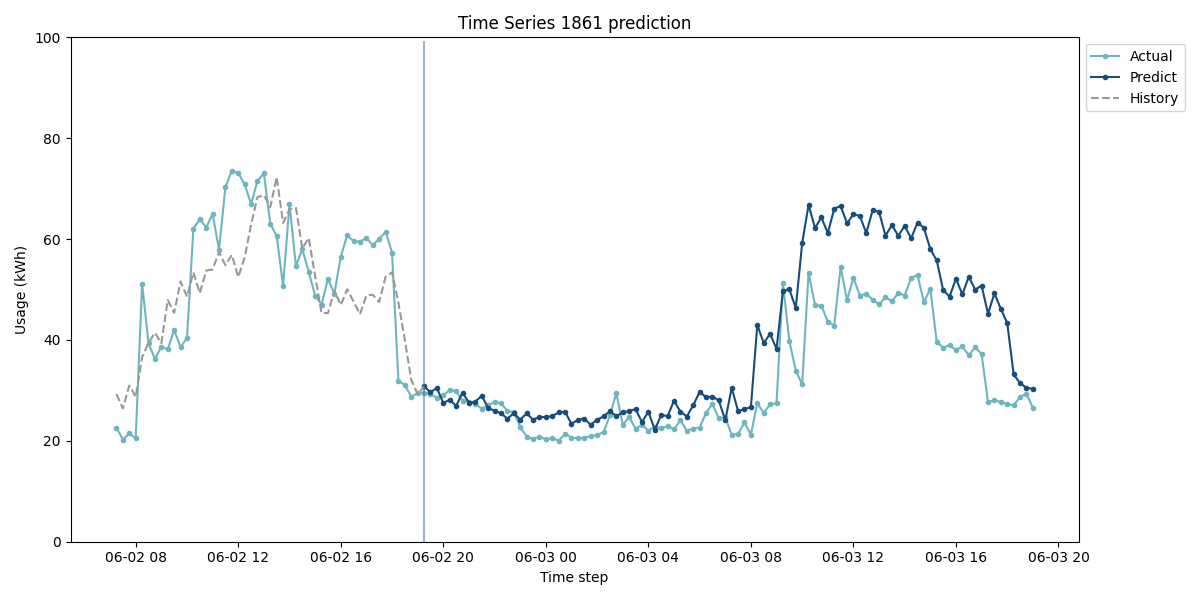 Time Series 1861 prediction
100
80
60
40
20
0
Usage (kWh)
06-02 08
06-02 12
06-02 16
06-02 20
06-03 00
06-03 04
06-03 08
06-03 12
06-03 16
06-03 20
Time step
Actual
Predict
History